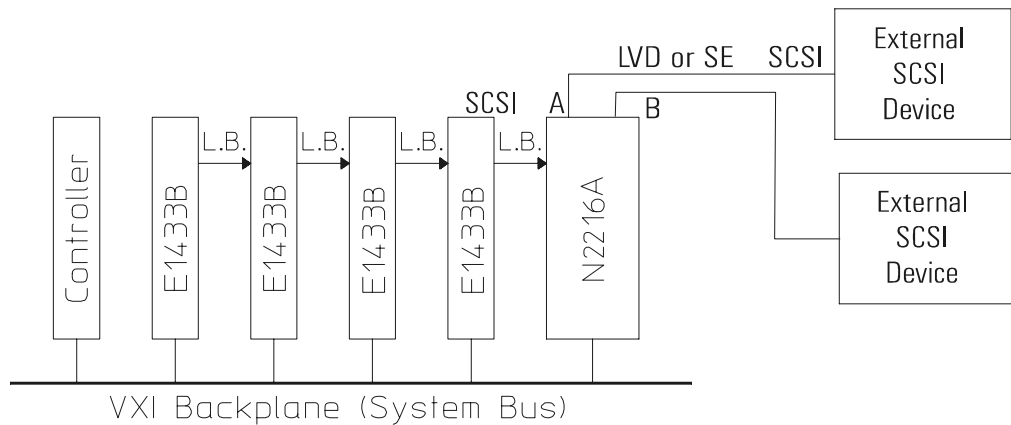 External
SCSI
Device
LVD or SE SCSI
SCSI A B
L.B. L.B. L.B. L.B.
Controller
E1433B
E1433B
E1433B
E1433B
N2216A
External
SCSI
Device
VXI Backplane (System Bus)